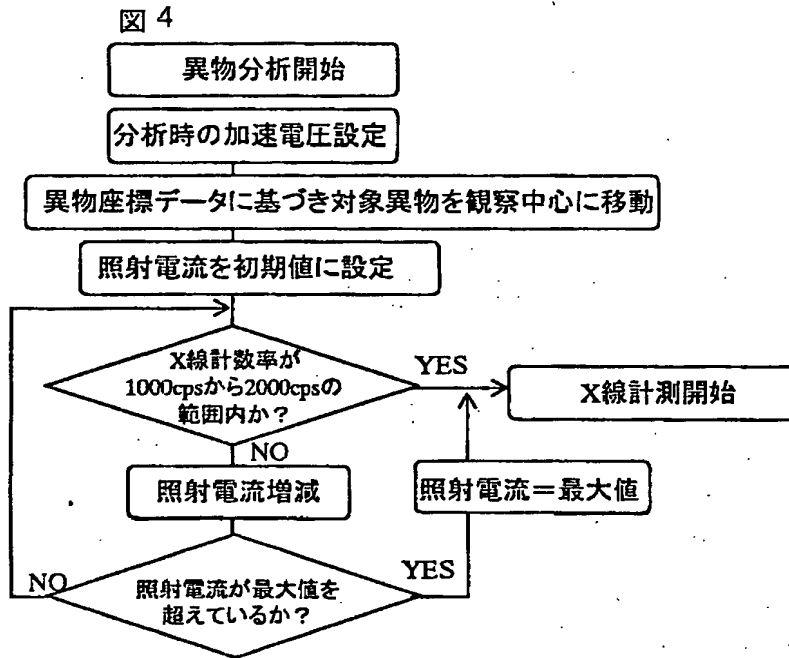 図 4
異物分析開始
分析時の加速電圧設定
異物座標データに基づき対象異物を観察中心に移動
照射電流を初期値に設定
X線計数率が
1000cpsから2000cpsの
範囲内か？
YES
X線計測開始
NO
照射電流増減
照射電流＝最大値
NO
照射電流が最大値を
超えているか？
YES